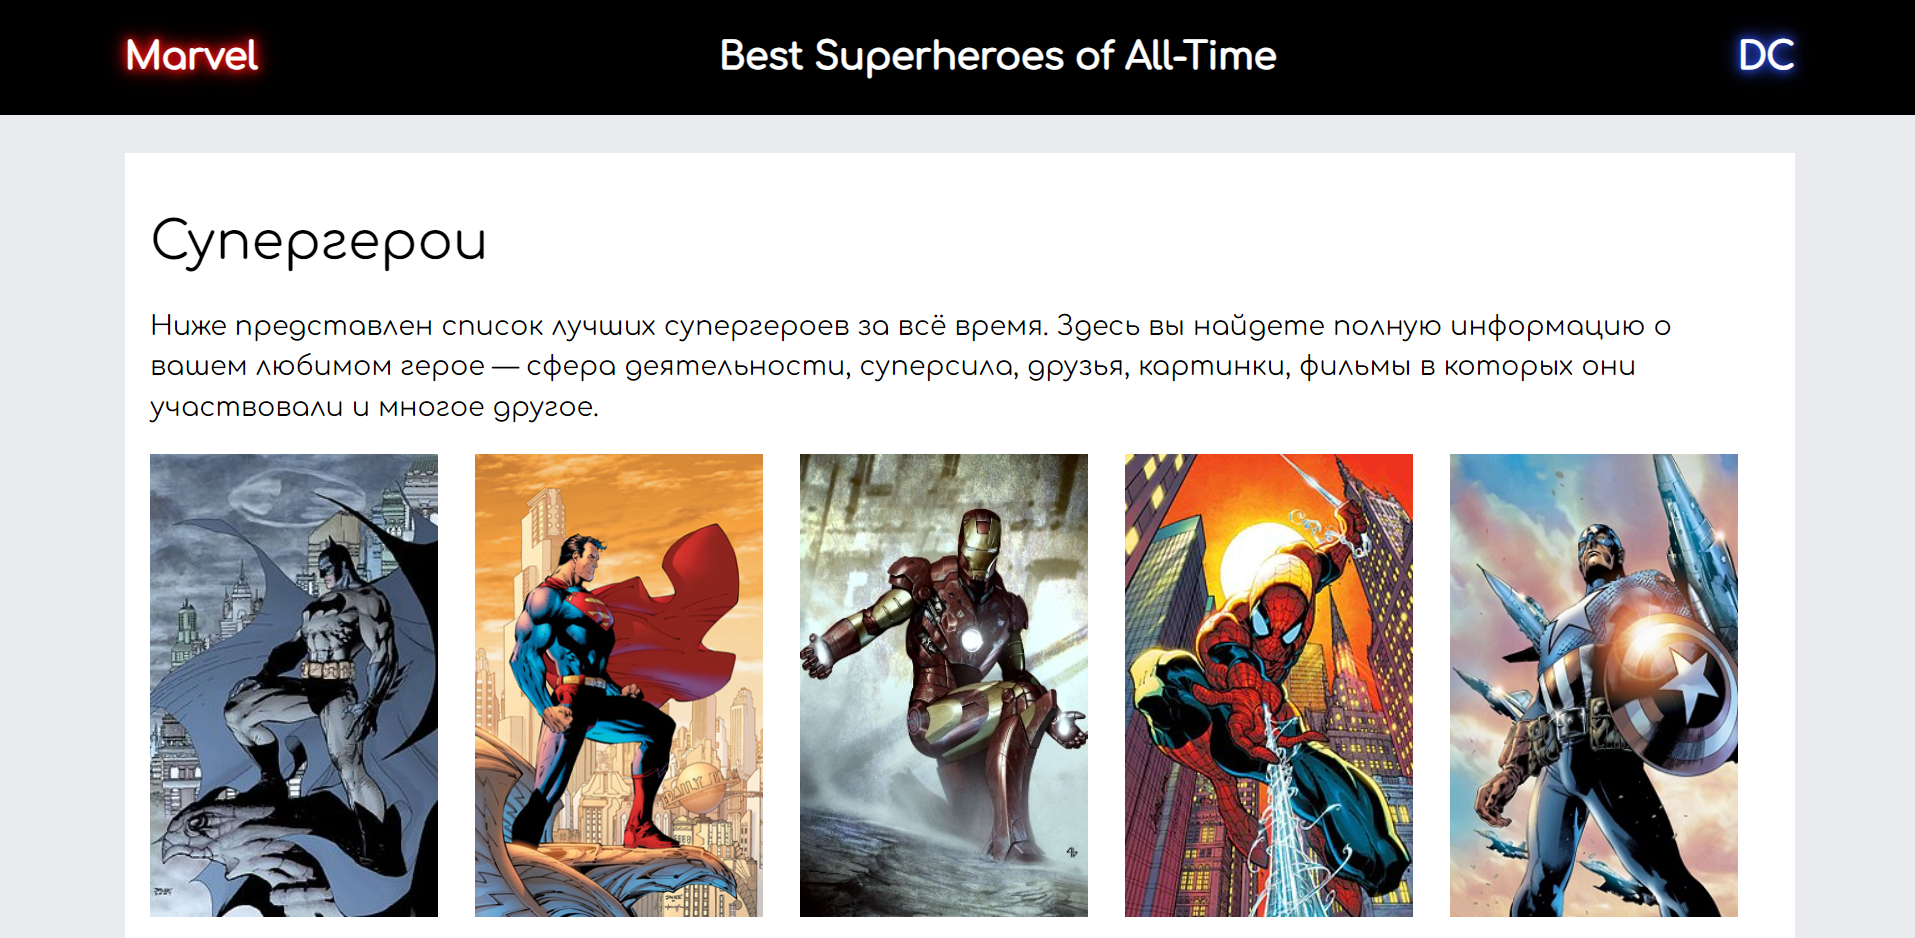 Marvel
Best Superheroes of All-Time
DC
Супергерои
Ниже представлен список лучших супергероев за всё время. Здесь вы найдете полную информацию о
вашем любимом герое — сфера деятельности, суперсила, друзья, картинки, фильмы в которых они
участвовали и многое другое.